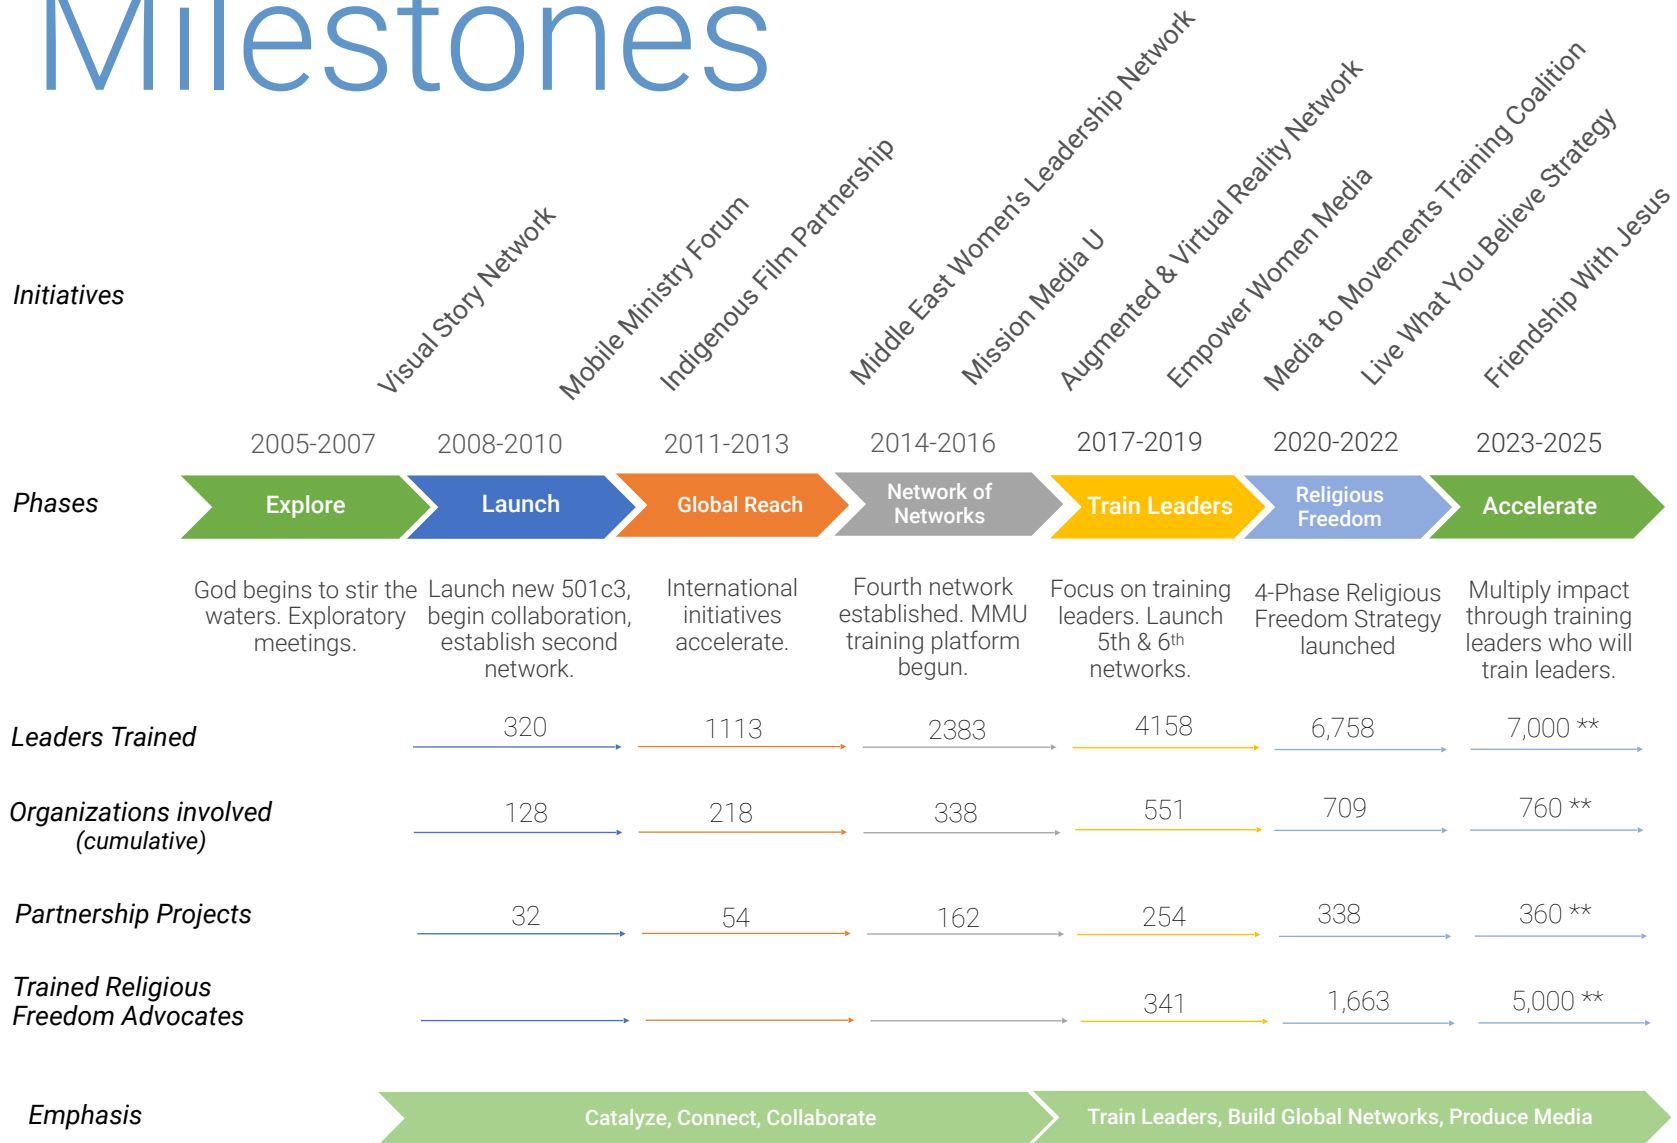 Milestones
Initiatives
Visual Story Network
Mobile Ministry Forum
Indigenous Film Partnership
Middle East Women's Leadership Network
Mission Media U
Augmented & Virtual Reality Network
Empower Women Media
Media to Movements Training Coalition
Live What You Believe Strategy
Friendship With Jesus
2005-2007
2008-2010
2011-2013
2014-2016
2017-2019
2020-2022
2023-2025
Phases
Explore
Launch
Global Reach
Network of
Networks
Train Leaders
Religious
Freedom
Accelerate
God begins to stir the
waters. Exploratory
meetings.
Launch new 501c3,
begin collaboration,
establish second
network.
International
initiatives
accelerate.
Fourth network
established. MMU
training platform
begun.
Focus on training
leaders. Launch
5th & 6th
networks.
4-Phase Religious
Freedom Strategy
launched
Multiply impact
through training
leaders who will
train leaders.
Leaders Trained
320
1113
2383
4158
6,758
7,000 **
Organizations involved
(cumulative)
128
218
338
551
709
760 **
Partnership Projects
32
54
162
254
338
360 **
Trained Religious
Freedom Advocates
341
1,663
5,000 **
Emphasis
Catalyze, Connect, Collaborate
Train Leaders, Build Global Networks, Produce Media